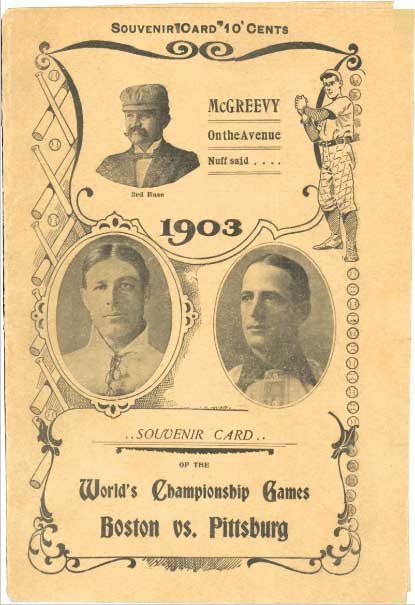 SOUVENIR CARD "10" CENTS
McGREEVY
On the Avenue
Nuff said . . . .
3rd Base
1903
..SOUVENIR CARD..
OF THE
World's Championship Games
Boston vs. Pittsburg